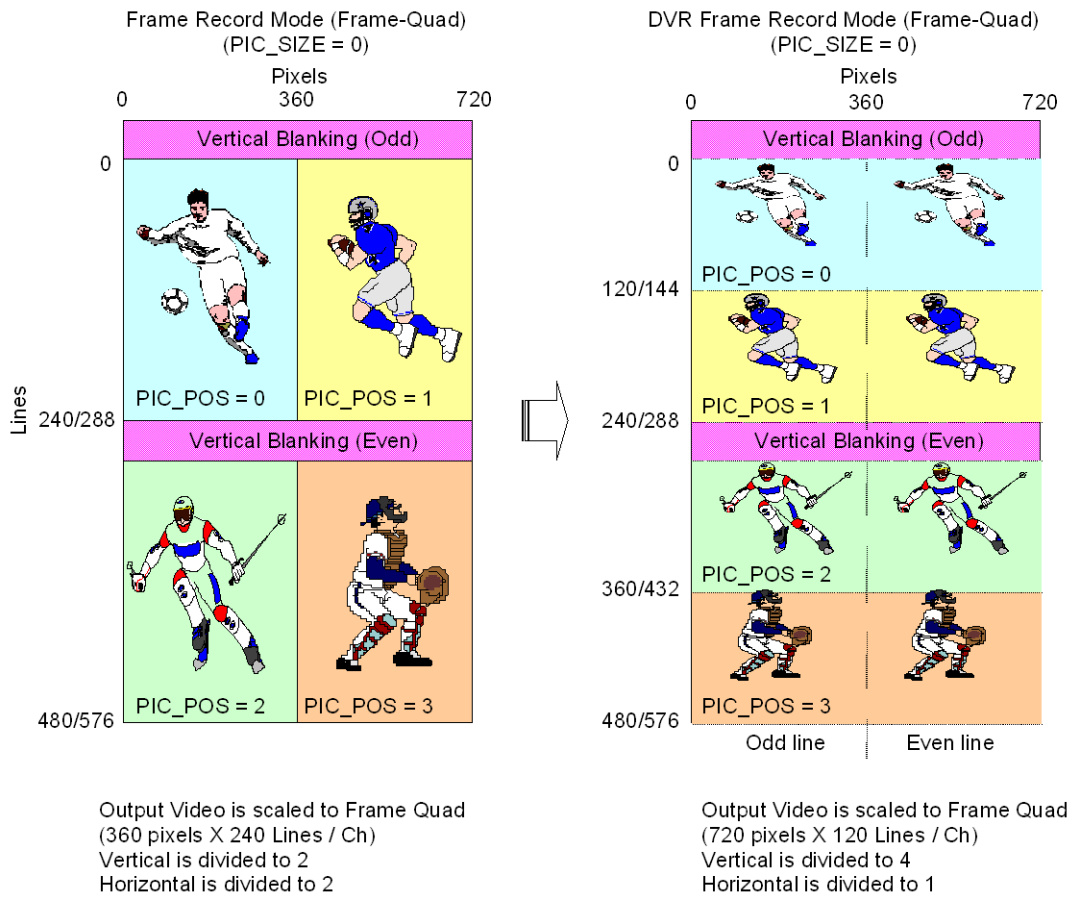 Frame Record Mode (Frame-Quad)
(PIC_SIZE = 0)
Pixels
0
360
720
Vertical Blanking (Odd)
0
PIC_POS = 0
PIC_POS = 1
Lines
240/288
Vertical Blanking (Even)
PIC_POS = 2
PIC_POS = 3
480/576
Output Video is scaled to Frame Quad
(360 pixels X 240 Lines / Ch)
Vertical is divided to 2
Horizontal is divided to 2
DVR Frame Record Mode (Frame-Quad)
(PIC_SIZE = 0)
Pixels
0
360
720
Vertical Blanking (Odd)
0
PIC_POS = 0
120/144
PIC_POS = 1
240/288
Vertical Blanking (Even)
PIC_POS = 2
360/432
PIC_POS = 3
480/576
Odd line
Even line
Output Video is scaled to Frame Quad
(720 pixels X 120 Lines / Ch)
Vertical is divided to 4
Horizontal is divided to 1